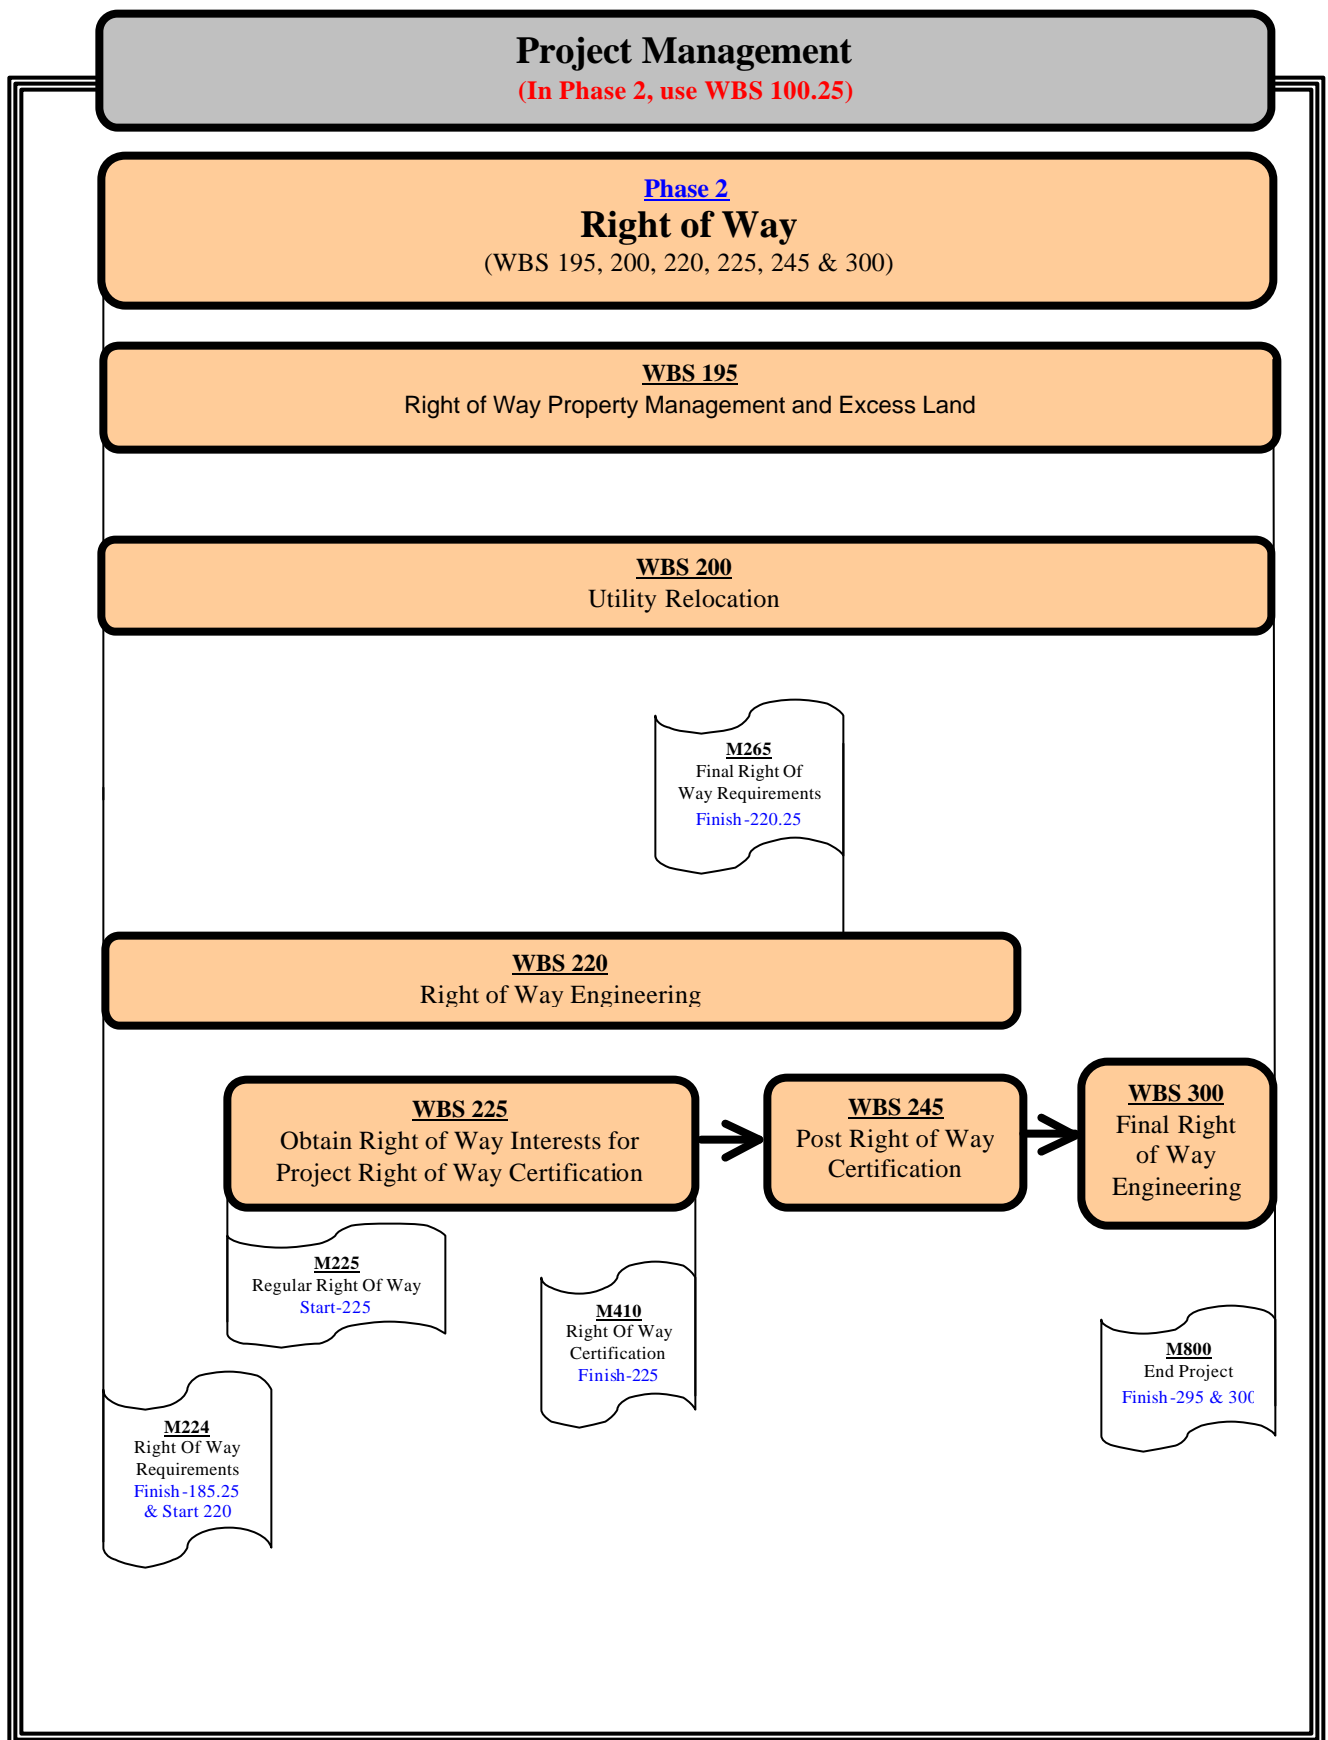 Project Management
(In Phase 2, use WBS 100.25)
Phase 2
Right of Way
(WBS 195, 200, 220, 225, 245 & 300)
WBS 195
Right of Way Property Management and Excess Land
WBS 200
Utility Relocation
M265
Final Right Of
Way Requirements
Finish-220.25
WBS 220
Right of Way Engineering
WBS 225
Obtain Right of Way Interests for
Project Right of Way Certification
WBS 245
Post Right of Way
Certification
WBS 300
Final Right
of Way
Engineering
M225
Regular Right Of Way
Start-225
M410
Right Of Way
Certification
Finish-225
M800
End Project
Finish-295 & 300
M224
Right Of Way
Requirements
Finish-185.25
& Start 220